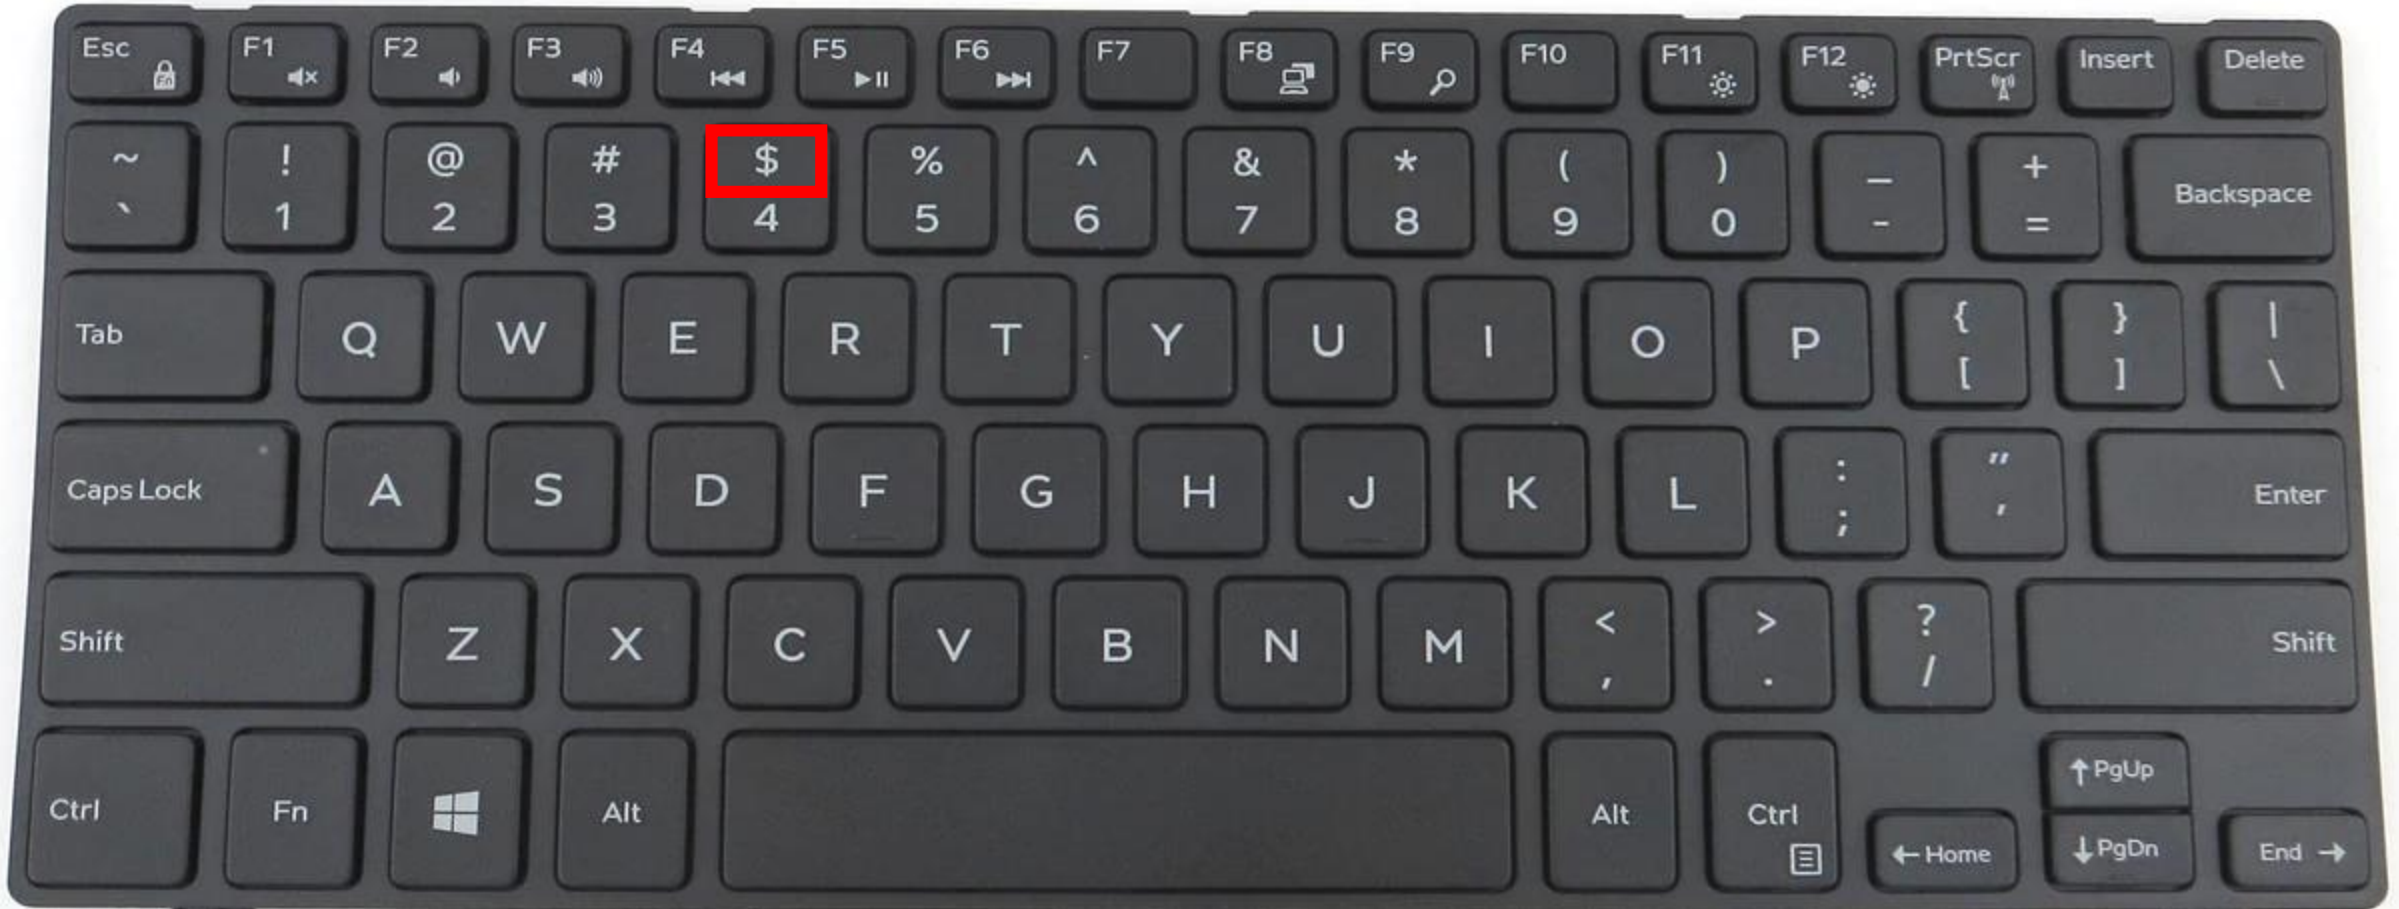 Esc F1 F2 F3 F4 F5 F6 F7 F8 F9 F10 F11 F12 PrtScr Insert Delete
Fn
~ ! @ # $ % ^ & * ( ) _ +
` 1 2 3 4 5 6 7 8 9 0 - = Backspace
Tab Q W E R T Y U I O P { } |
[ ] \
Caps Lock A S D F G H J K L : " Enter
; '
Shift Z X C V B N M < > ? Shift
, . /
Ctrl Fn Alt Alt Ctrl ↑PgUp
←Home ↓PgDn End→